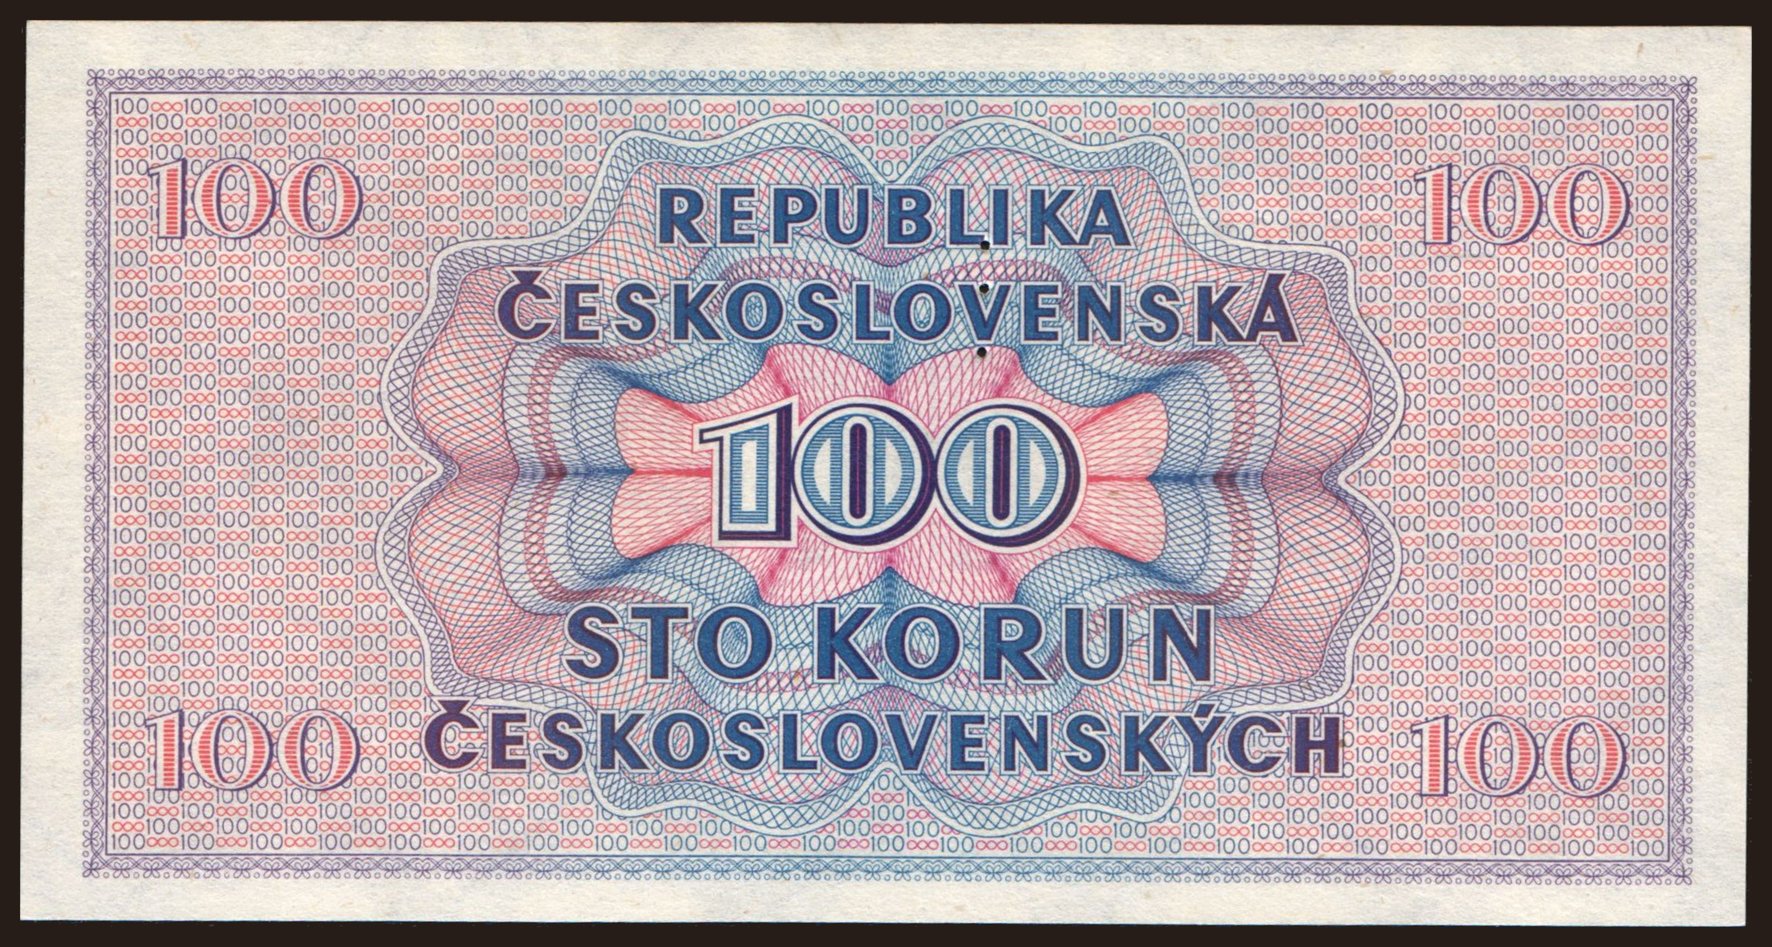 100 100
REPUBLIKA
ČESKOSLOVENSKÁ
100
STO KORUN
ČESKOSLOVENSKÝCH
100 100